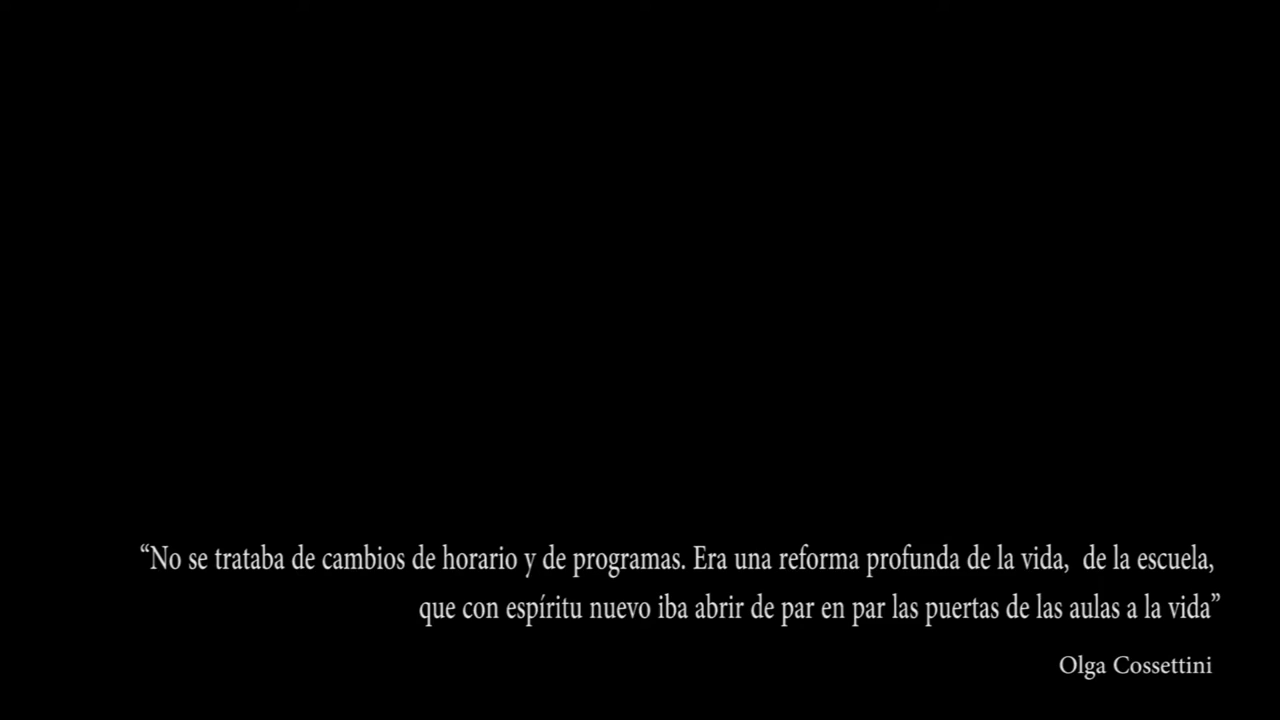 “No se trataba de cambios de horario y de programas. Era una reforma profunda de la vida,  de la escuela,
que con espíritu nuevo iba abrir de par en par las puertas de las aulas a la vida”
Olga Cossettini